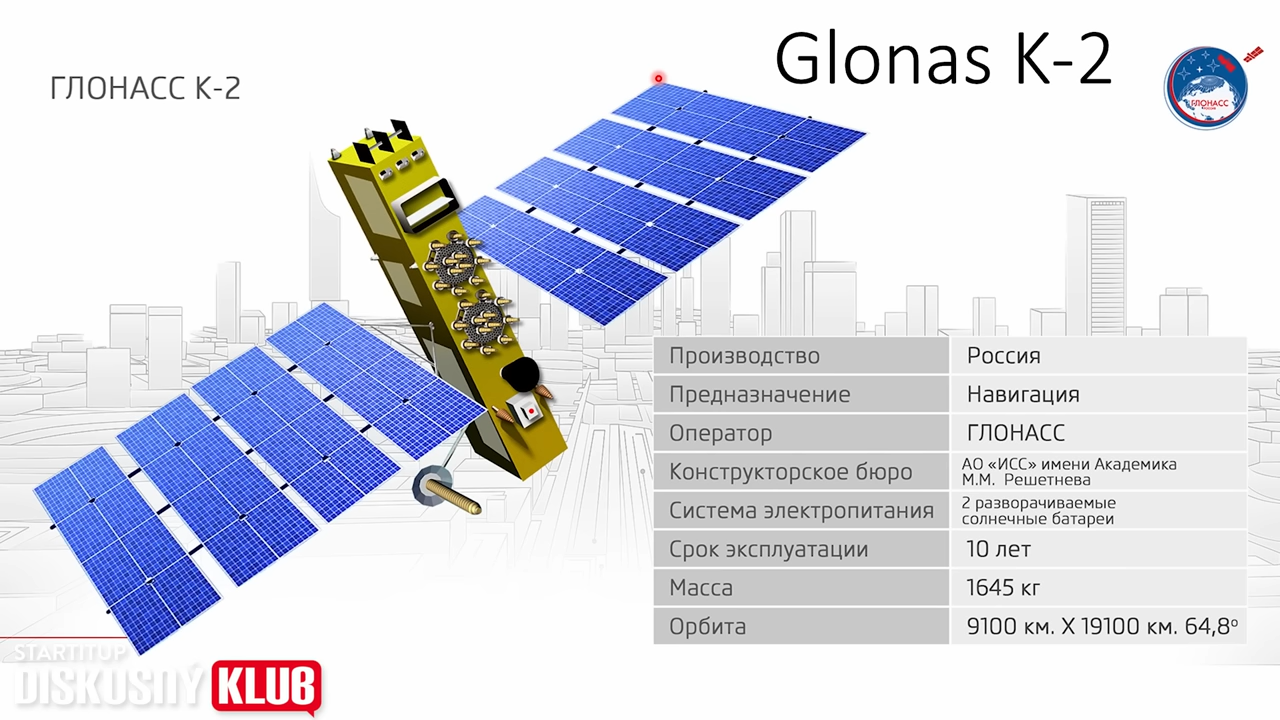 Glonas K-2
ГЛОНАСС К-2
ГЛОНАСС
Производство Россия
Предназначение Навигация
Оператор ГЛОНАСС
Конструкторское бюро АО «ИСС» имени Академика
М.М. Решетнева
Система электропитания 2 разворачиваемые
солнечные батареи
Срок эксплуатации 10 лет
Масса 1645 кг
Орбита 9100 км. X 19100 км. 64,8º
STARTITUP
DISKUSNÝ KLUB